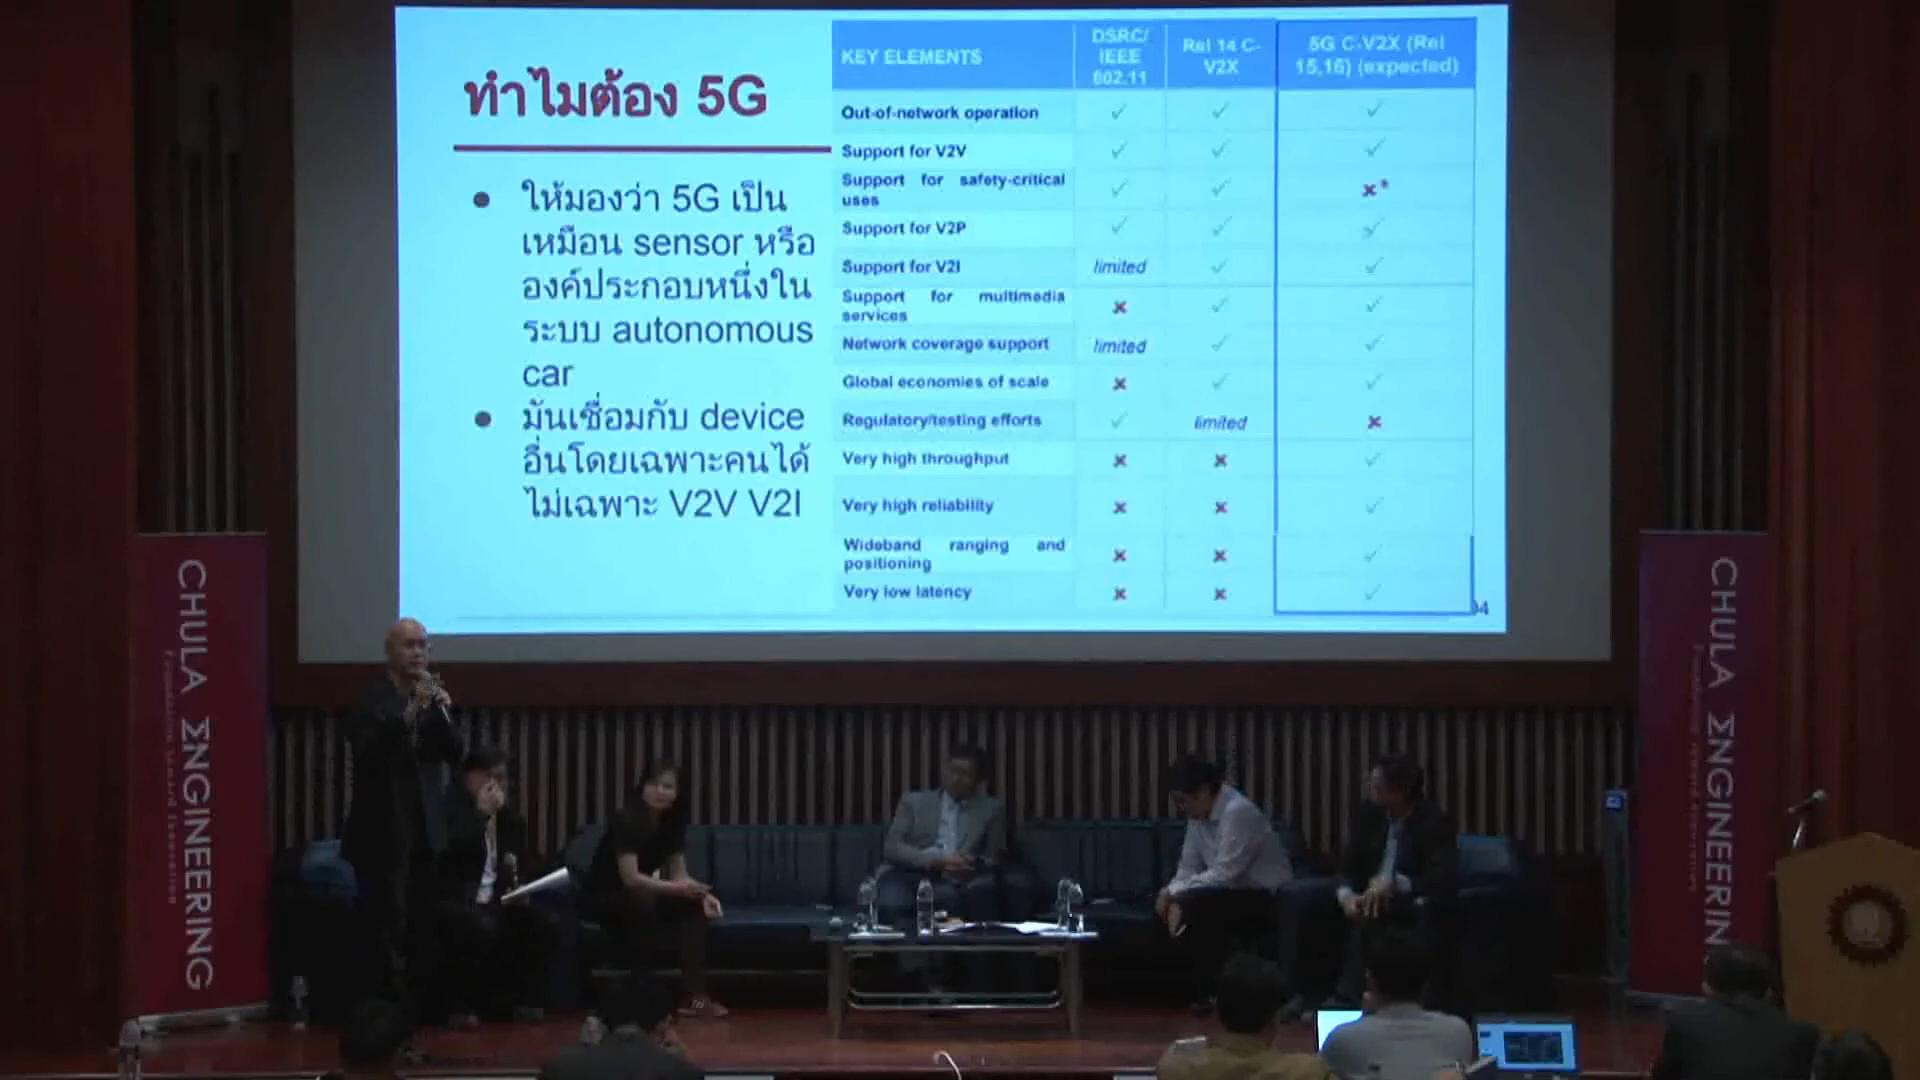 ทำไมต้อง 5G
● ให้มองว่า 5G เป็น
เหมือน sensor หรือ
องค์ประกอบหนึ่งใน
ระบบ autonomous
car
● มันเชื่อมกับ device
อื่นโดยเฉพาะคนได้
ไม่เฉพาะ V2V V2I
KEY ELEMENTS DSRC/ IEEE 802.11 Rel 14 C-V2X 5G C-V2X (Rel 15,16) (expected)
Out-of-network operation ✓ ✓ ✓
Support for V2V ✓ ✓ ✓
Support for safety-critical uses ✓ ✓ ×*
Support for V2P ✓ ✓ ✓
Support for V2I limited ✓ ✓
Support for multimedia services × ✓ ✓
Network coverage support limited ✓ ✓
Global economies of scale × ✓ ✓
Regulatory/testing efforts ✓ limited ×
Very high throughput × × ✓
Very high reliability × × ✓
Wideband ranging and positioning × × ✓
Very low latency × × ✓
CHULA ΣNGINEERING
CHULA ΣNGINEERIN